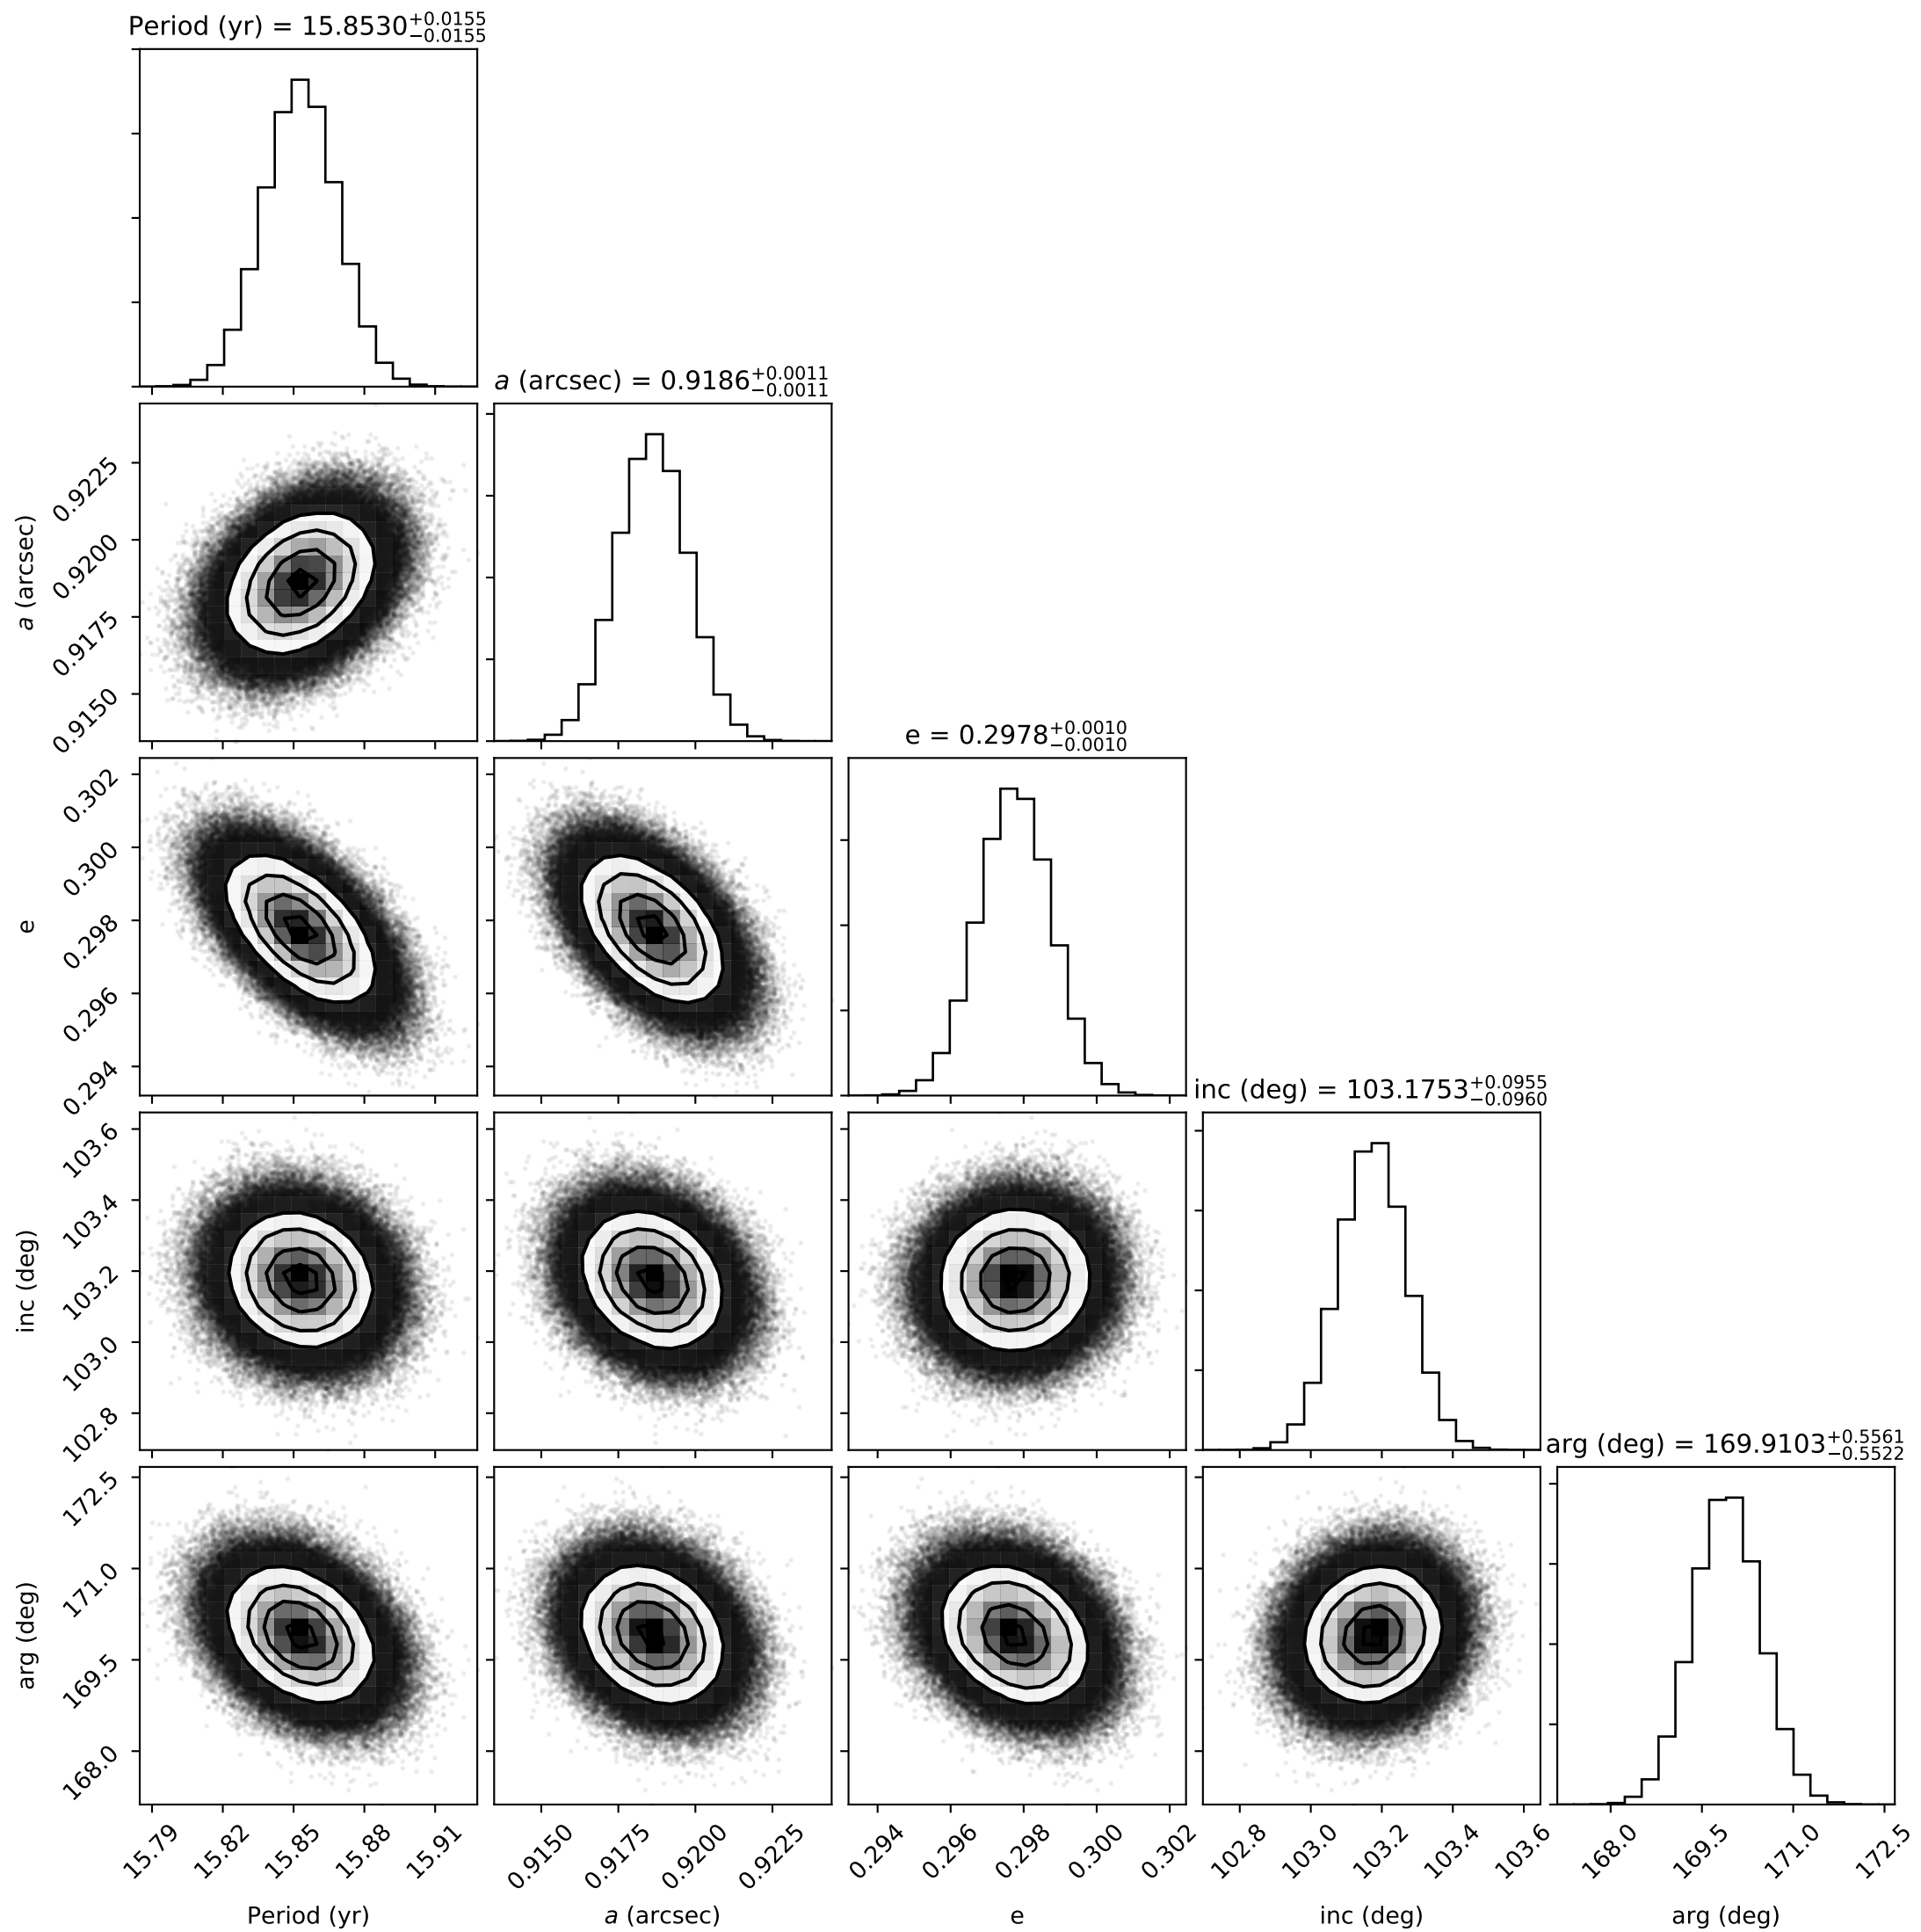 Period (yr) = 15.8530+0.0155−0.0155
a (arcsec) = 0.9186+0.0011−0.0011
0.9225
0.9200
0.9175
0.9150
a (arcsec)
e = 0.2978+0.0010−0.0010
0.302
0.300
0.298
0.296
0.294
e
inc (deg) = 103.1753+0.0955−0.0960
103.6
103.4
103.2
103.0
102.8
inc (deg)
arg (deg) = 169.9103+0.5561−0.5522
172.5
171.0
169.5
168.0
arg (deg)
15.79 15.82 15.85 15.88 15.91
0.9150 0.9175 0.9200 0.9225
0.294 0.296 0.298 0.300 0.302
102.8 103.0 103.2 103.4 103.6
168.0 169.5 171.0 172.5
Period (yr) a (arcsec) e inc (deg) arg (deg)